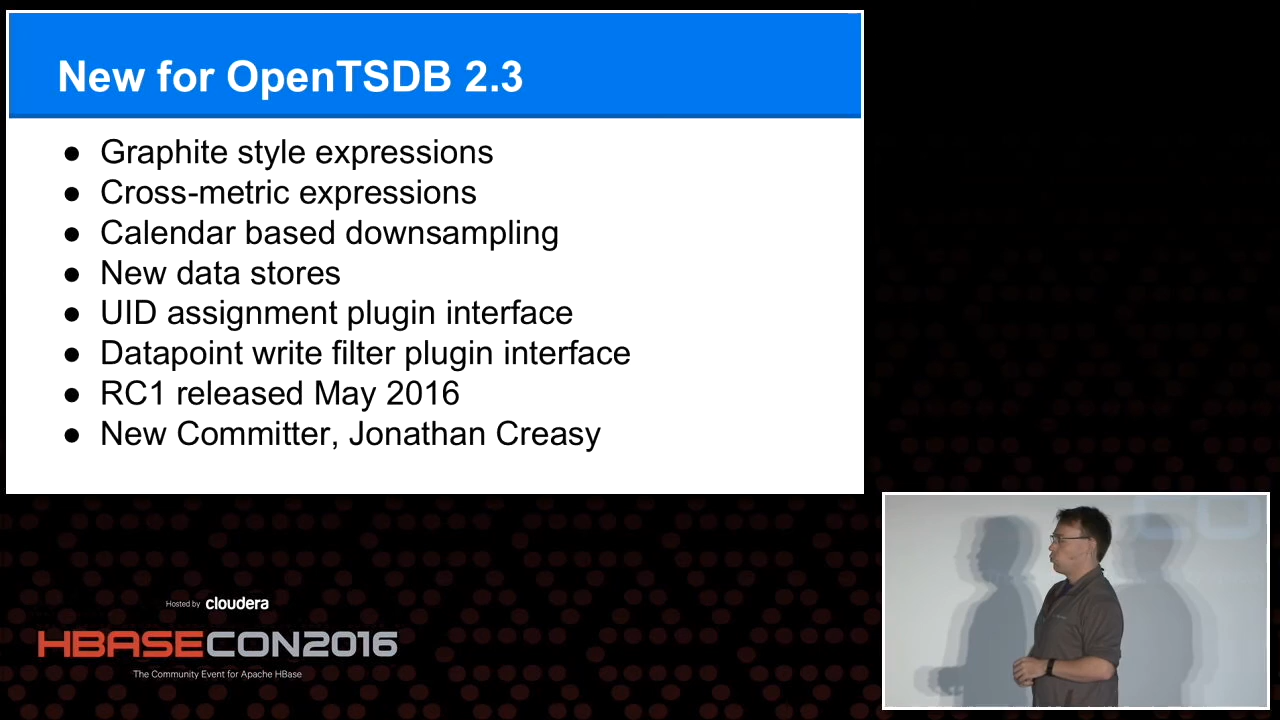 New for OpenTSDB 2.3
● Graphite style expressions
● Cross-metric expressions
● Calendar based downsampling
● New data stores
● UID assignment plugin interface
● Datapoint write filter plugin interface
● RC1 released May 2016
● New Committer, Jonathan Creasy
Hosted by cloudera
HBASECON2016
The Community Event for Apache HBase
CO